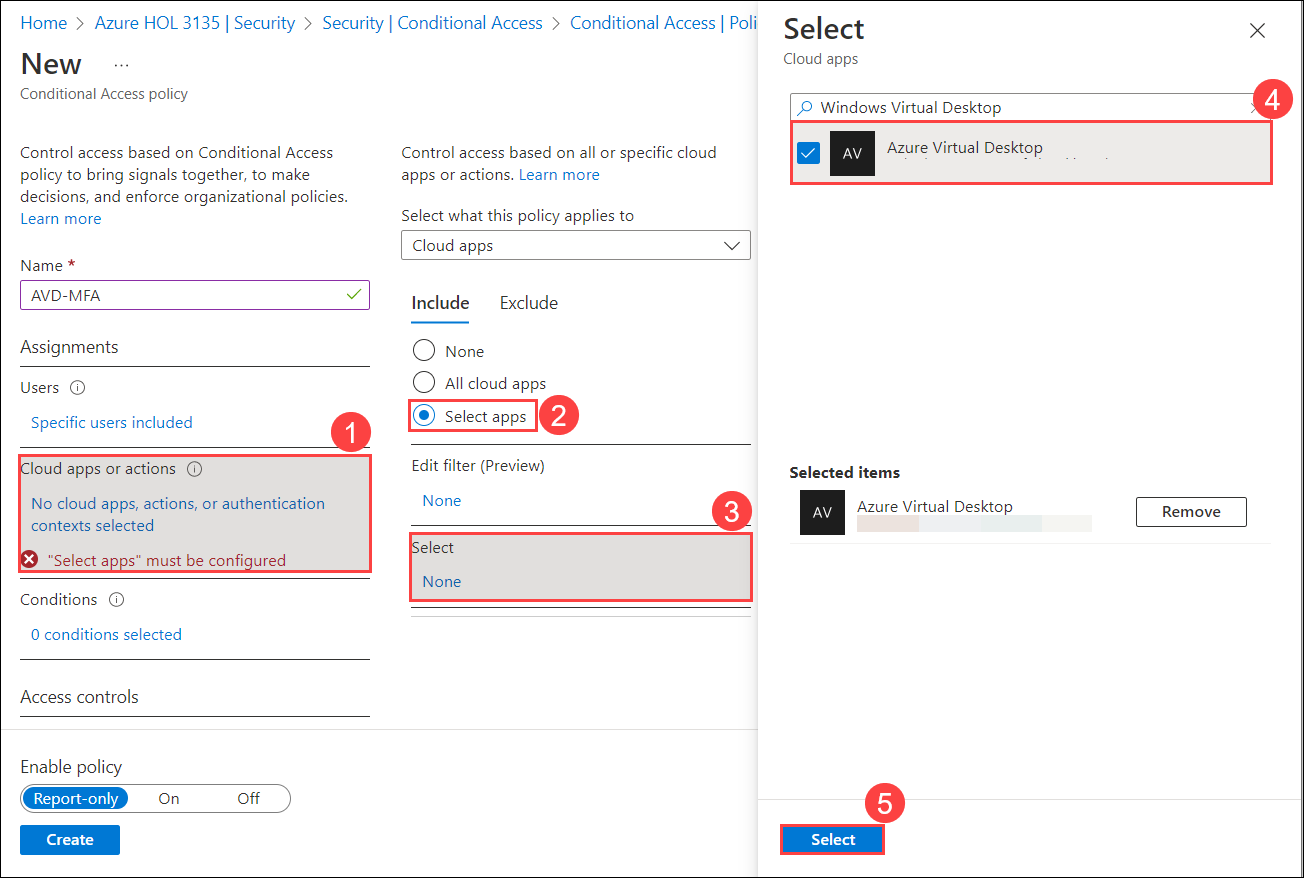 Home > Azure HOL 3135 | Security > Security | Conditional Access > Conditional Access | Poli
New ...
Conditional Access policy
Control access based on Conditional Access
policy to bring signals together, to make
decisions, and enforce organizational policies.
Learn more
Name *
AVD-MFA
Assignments
Users
Specific users included
1
Cloud apps or actions
No cloud apps, actions, or authentication
contexts selected
"Select apps" must be configured
Conditions
0 conditions selected
Access controls
Enable policy
Report-only On Off
Create
Control access based on all or specific cloud
apps or actions. Learn more
Select what this policy applies to
Cloud apps
Include Exclude
None
All cloud apps
Select apps 2
Edit filter (Preview)
None
3
Select
None
Select
Cloud apps
Windows Virtual Desktop 4
AV Azure Virtual Desktop
Selected items
AV Azure Virtual Desktop Remove
5
Select